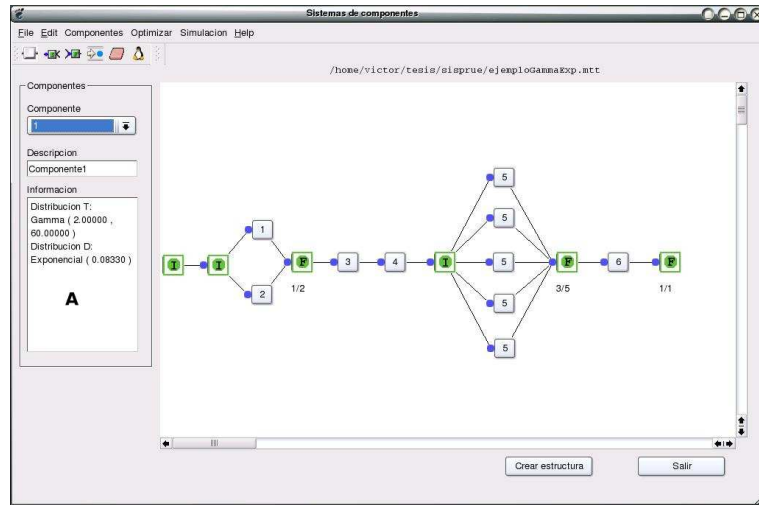 Sistemas de componentes
File Edit Componentes Optimizar Simulacion Help
/home/victor/tesis/sisprue/ejemploGammaExp.mtt
Componentes
Componente
1
Descripcion
Componente1
Informacion
Distribucion T:
Gamma ( 2.00000 ,
60.00000 )
Distribucion D:
Exponencial ( 0.08330 )
A
I
I
1
2
F
1/2
3
4
I
5
5
5
5
5
F
3/5
6
F
1/1
Crear estructura
Salir